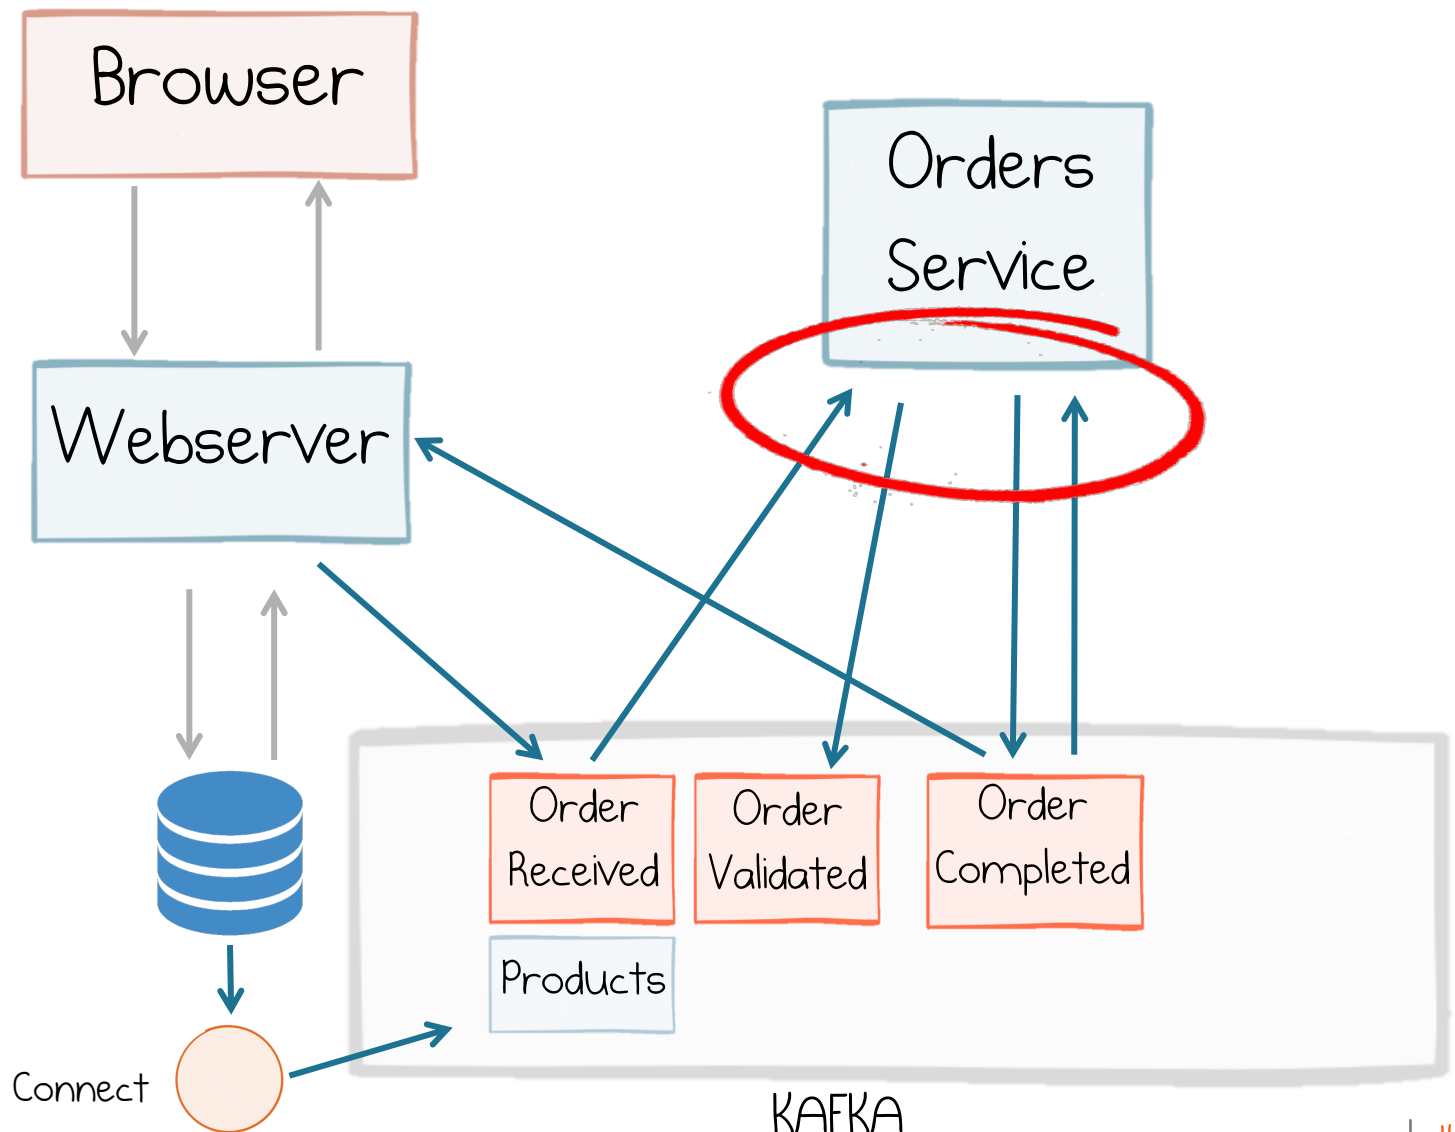 Browser
Orders
Service
Webserver
Order
Received
Order
Validated
Order
Completed
Products
Connect
KAFKA